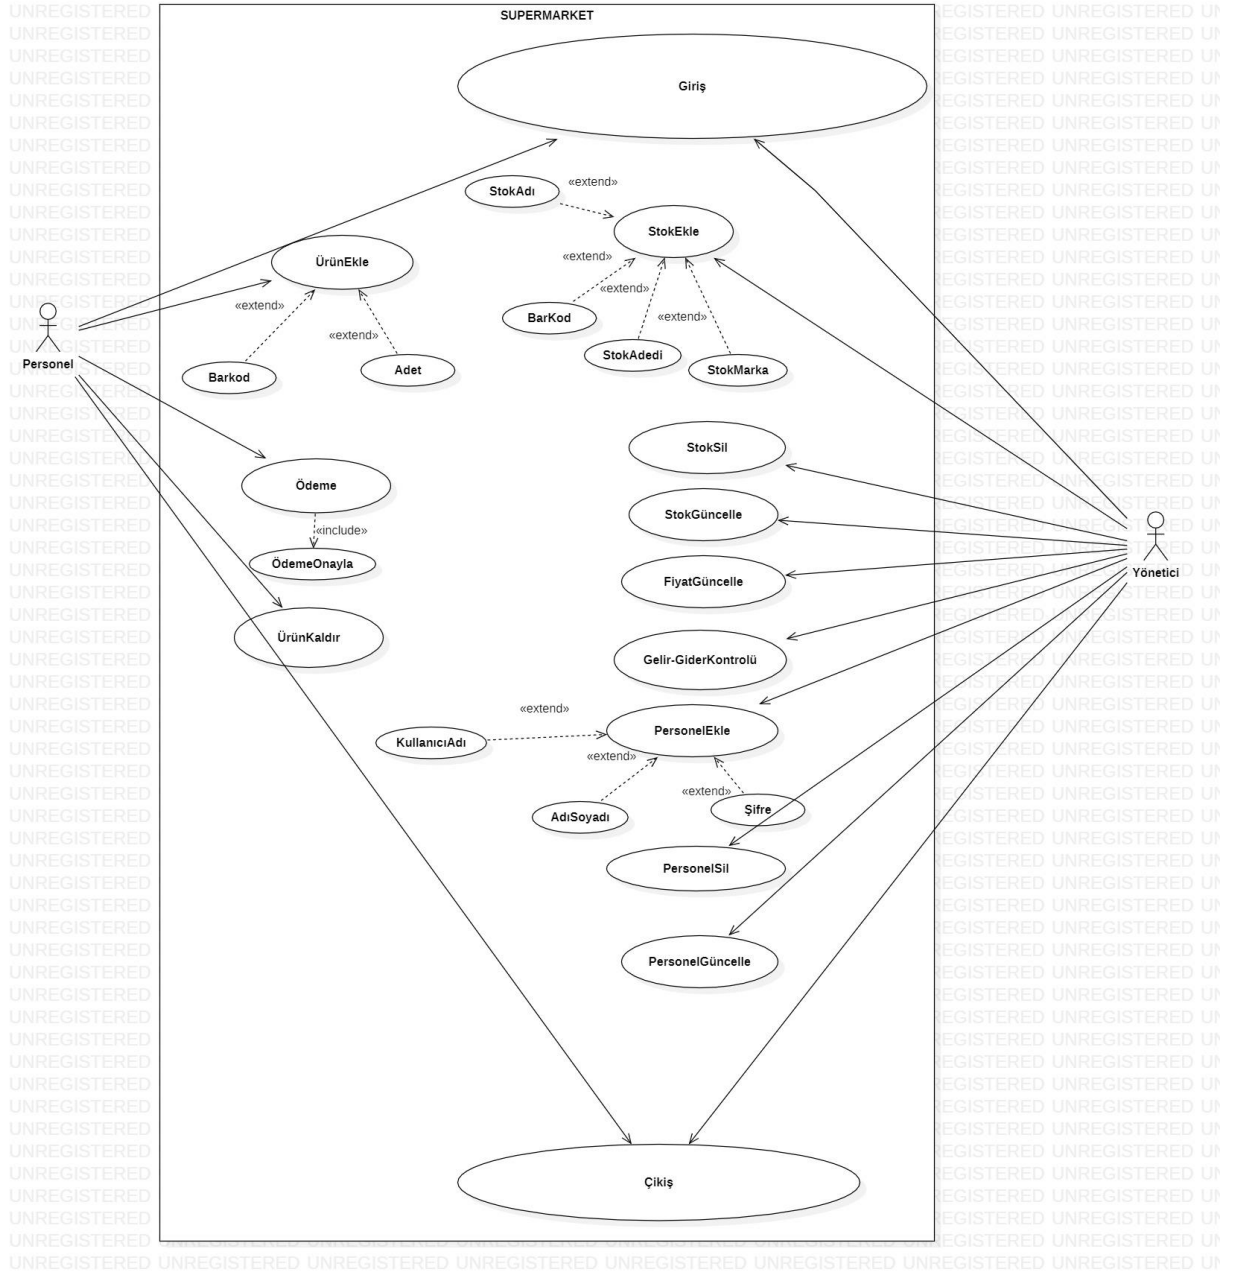 SUPERMARKET
Giriş
StokAdı
«extend»
StokEkle
ÜrünEkle
«extend»
«extend»
«extend»
BarKod
«extend»
«extend»
StokAdedi
Personel
Barkod
Adet
StokMarka
StokSil
Ödeme
StokGüncelle
«include»
ÖdemeOnayla
Yönetici
FiyatGüncelle
ÜrünKaldır
Gelir-GiderKontrolü
«extend»
PersonelEkle
KullanıcıAdı
«extend»
«extend»
AdıSoyadı
Şifre
PersonelSil
PersonelGüncelle
Çikiş
UNREGISTERED UNREGISTERED UNREGISTERED UNREGISTERED UNREGISTERED UNREGISTERED UNREGISTERED UNREGISTERED